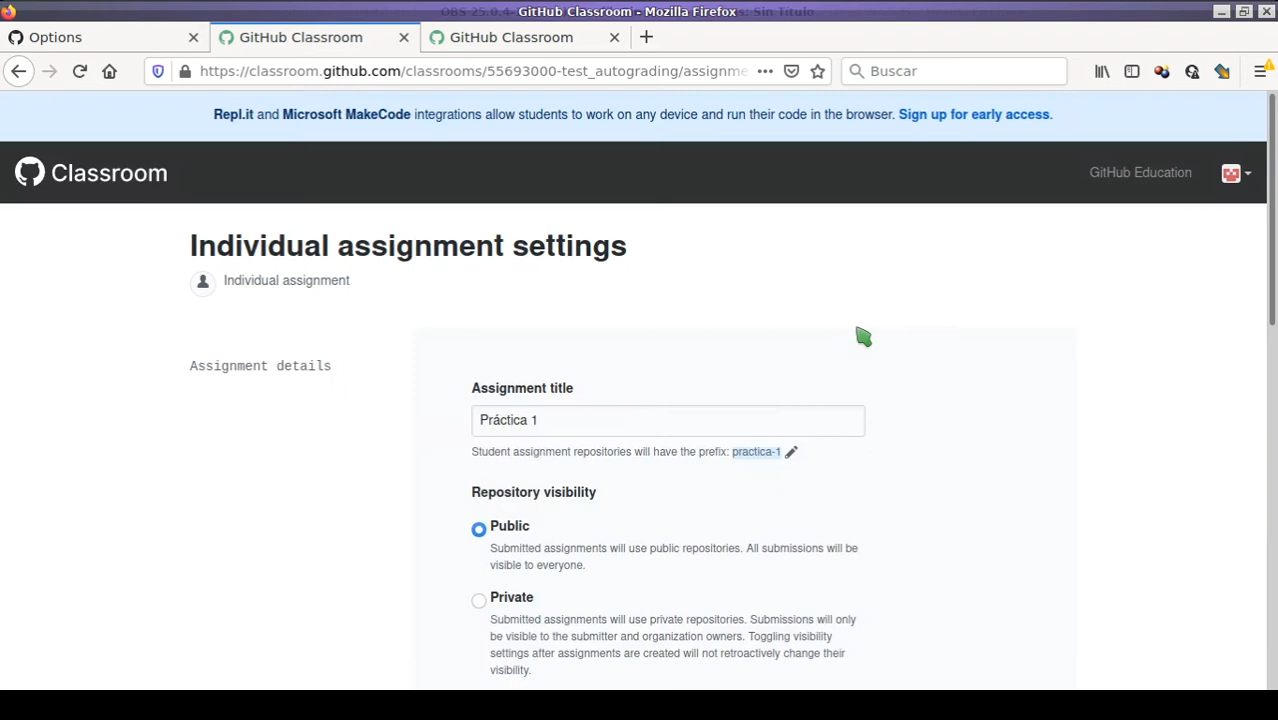 GitHub Classroom - Mozilla Firefox
Options
GitHub Classroom
GitHub Classroom
https://classroom.github.com/classrooms/55693000-test_autograding/assignme
Buscar
Repl.it and Microsoft MakeCode integrations allow students to work on any device and run their code in the browser. Sign up for early access.
Classroom
GitHub Education
Individual assignment settings
Individual assignment
Assignment details
Assignment title
Práctica 1
Student assignment repositories will have the prefix: practica-1
Repository visibility
Public
Submitted assignments will use public repositories. All submissions will be
visible to everyone.
Private
Submitted assignments will use private repositories. Submissions will only
be visible to the submitter and organization owners. Toggling visibility
settings after assignments are created will not retroactively change their
visibility.